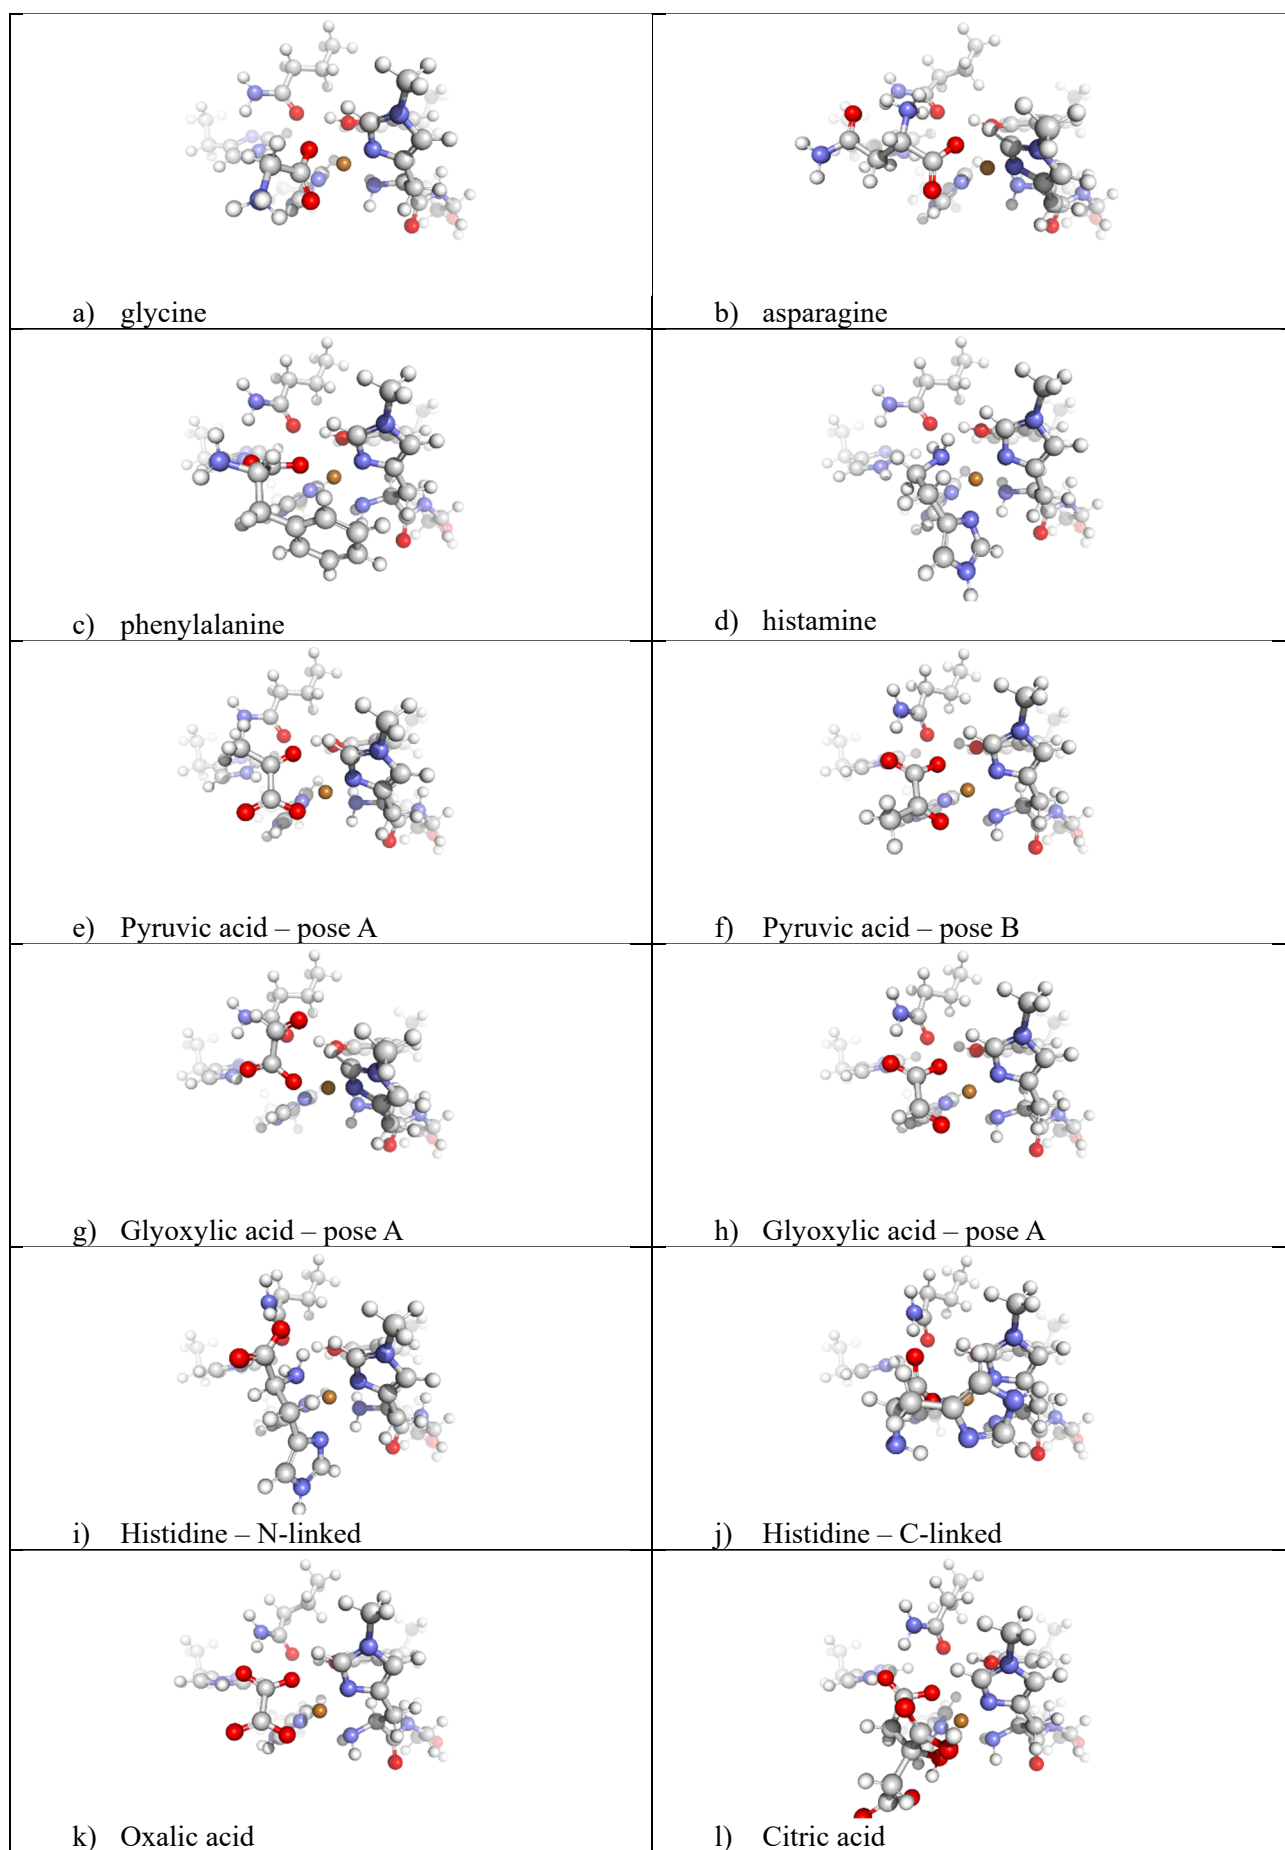 a) glycine
b) asparagine
c) phenylalanine
d) histamine
e) Pyruvic acid – pose A
f) Pyruvic acid – pose B
g) Glyoxylic acid – pose A
h) Glyoxylic acid – pose A
i) Histidine – N-linked
j) Histidine – C-linked
k) Oxalic acid
l) Citric acid